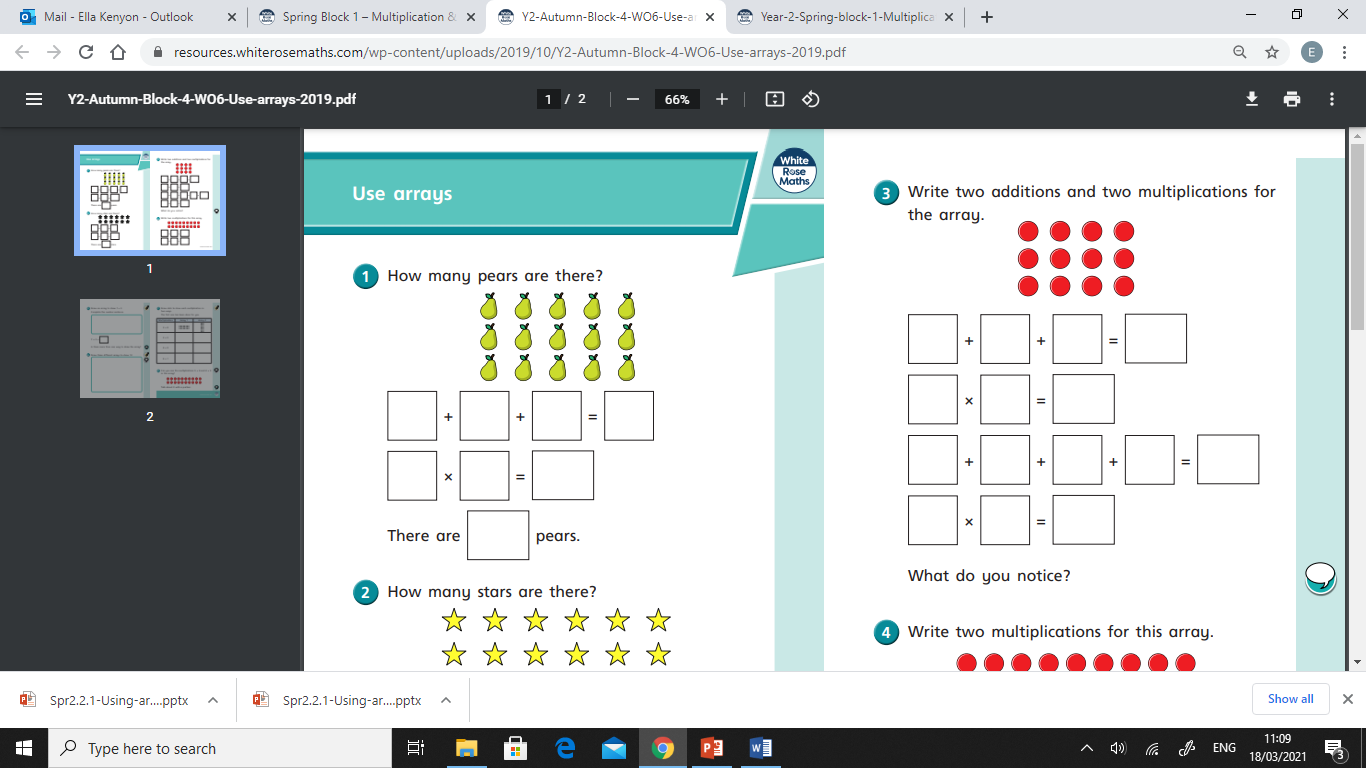 Mail - Ella Kenyon - Outlook
Spring Block 1 – Multiplication &
Y2-Autumn-Block-4-WO6-Use-a
Year-2-Spring-block-1-Multiplica
resources.whiterosemaths.com/wp-content/uploads/2019/10/Y2-Autumn-Block-4-WO6-Use-arrays-2019.pdf
E
Y2-Autumn-Block-4-WO6-Use-arrays-2019.pdf
1 / 2
66%
1
2
Use arrays
White
Rose
Maths
1 How many pears are there?
+ + =
× =
There are pears.
2 How many stars are there?
3 Write two additions and two multiplications for
the array.
+ + =
× =
+ + + =
× =
What do you notice?
4 Write two multiplications for this array.
Spr2.2.1-Using-ar....pptx
Spr2.2.1-Using-ar....pptx
Show all
Type here to search
ENG
11:09
18/03/2021
3